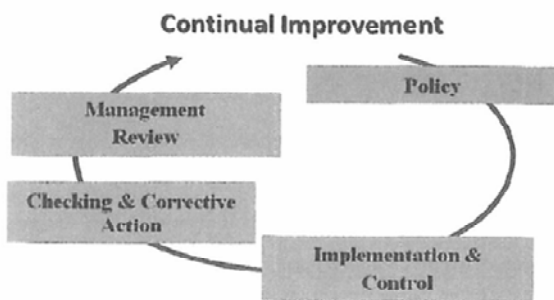 Continual Improvement
Policy
Management
Review
Checking & Corrective
Action
Implementation &
Control